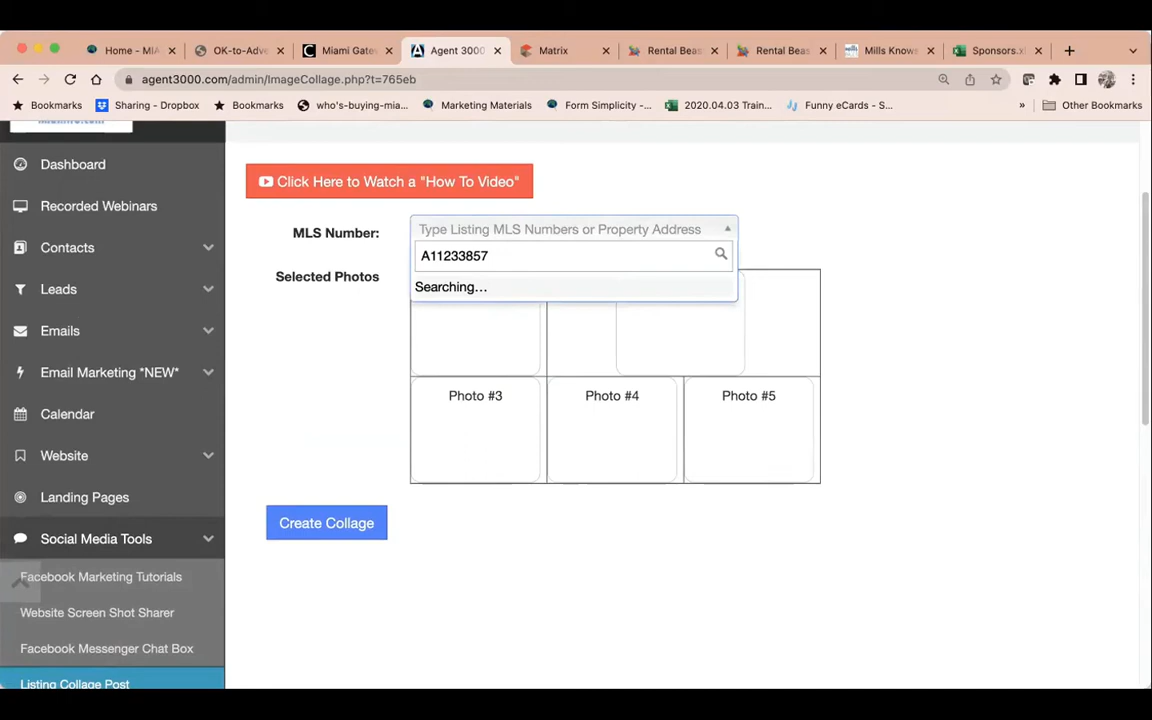 Home - MIA
OK-to-Adve
Miami Gate
Agent 3000
Matrix
Rental Beas
Rental Beas
Mills Know
Sponsors.x
agent3000.com/admin/ImageCollage.php?t=765eb
Bookmarks
Sharing - Dropbox
Bookmarks
who's-buying-mia...
Marketing Materials
Form Simplicity -...
2020.04.03 Train...
Funny eCards - S...
»
Other Bookmarks
Dashboard
Recorded Webinars
Contacts
Leads
Emails
Email Marketing *NEW*
Calendar
Website
Landing Pages
Social Media Tools
Facebook Marketing Tutorials
Website Screen Shot Sharer
Facebook Messenger Chat Box
Listing Collage Post
Click Here to Watch a "How To Video"
MLS Number:
Type Listing MLS Numbers or Property Address
A11233857
Searching...
Selected Photos
Photo #3
Photo #4
Photo #5
Create Collage